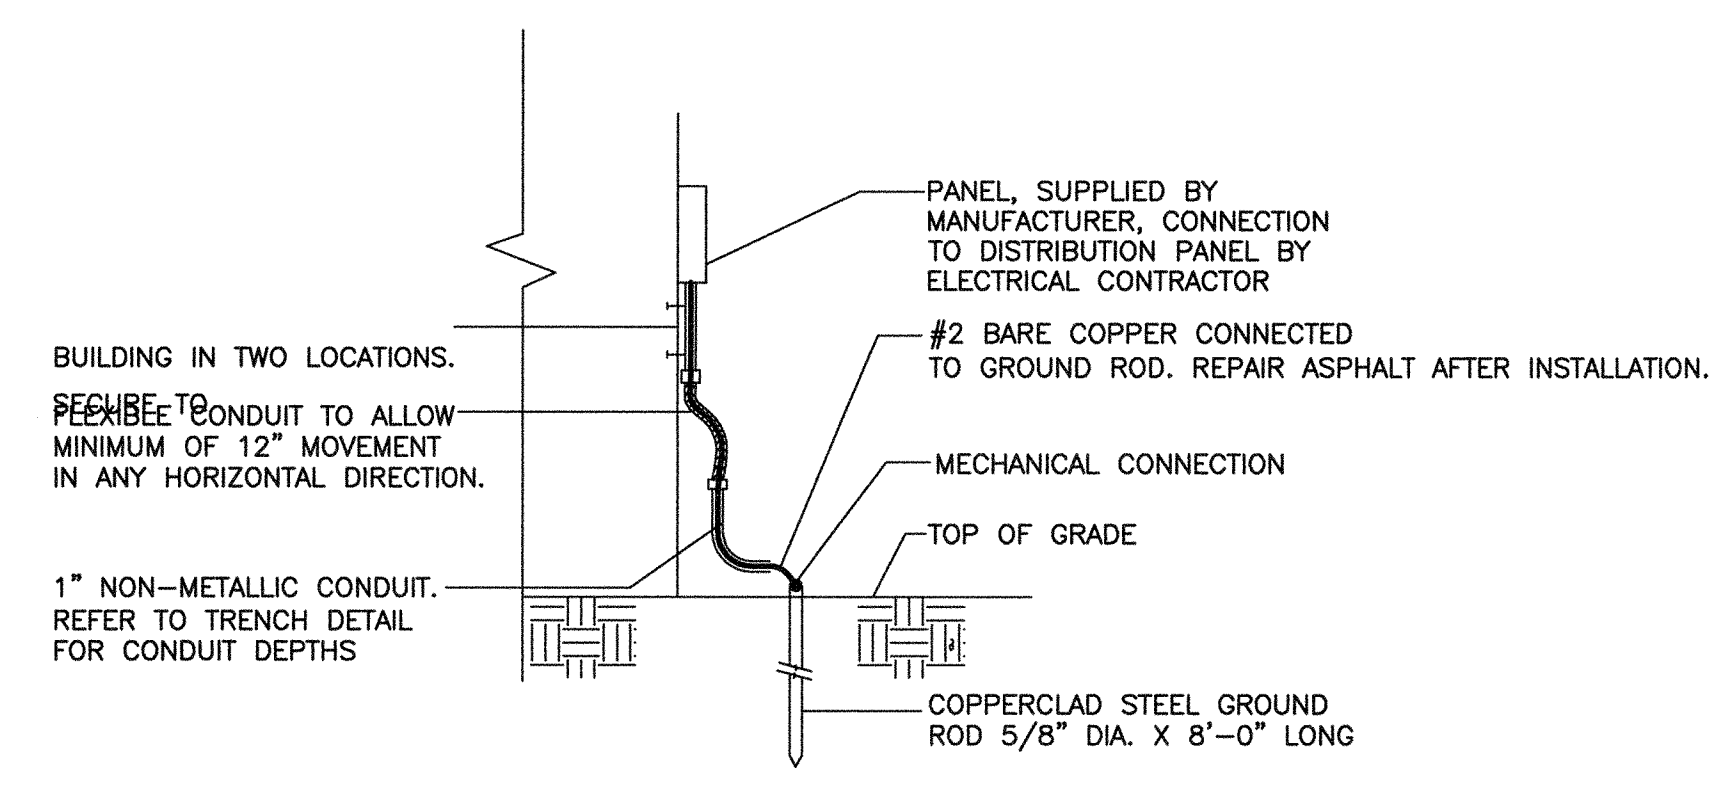 PANEL, SUPPLIED BY
MANUFACTURER, CONNECTION
TO DISTRIBUTION PANEL BY
ELECTRICAL CONTRACTOR
#2 BARE COPPER CONNECTED
TO GROUND ROD. REPAIR ASPHALT AFTER INSTALLATION.
BUILDING IN TWO LOCATIONS.
SECURE TO
FLEXIBLE CONDUIT TO ALLOW
MINIMUM OF 12" MOVEMENT
IN ANY HORIZONTAL DIRECTION.
MECHANICAL CONNECTION
TOP OF GRADE
1" NON-METALLIC CONDUIT.
REFER TO TRENCH DETAIL
FOR CONDUIT DEPTHS
COPPERCLAD STEEL GROUND
ROD 5/8" DIA. X 8'-0" LONG